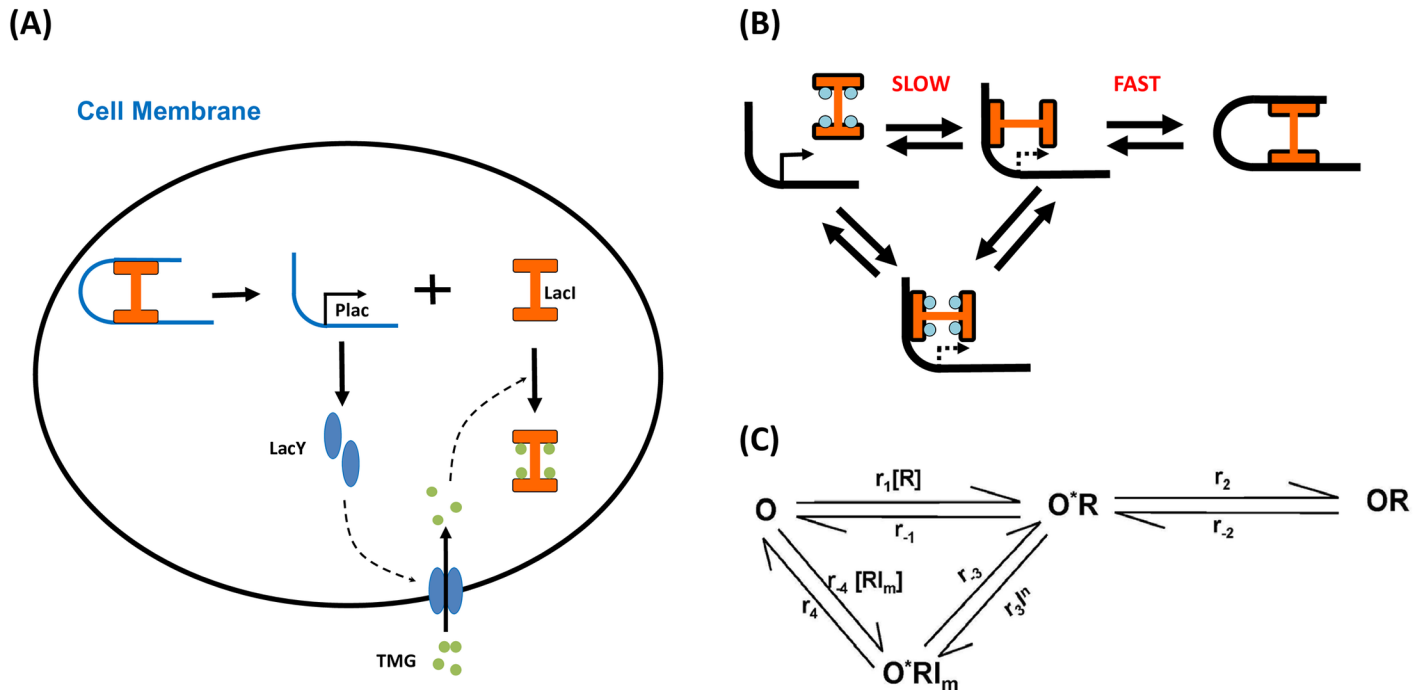 (A)
Cell Membrane
Plac
LacI
LacY
TMG
(B)
SLOW
FAST
(C)
r₁[R]
r₂
O
O*R
OR
r₋₁
r₋₂
r₋₄ [RIₘ]
r₋₃
r₄
r₃Iⁿ
O*RIₘ